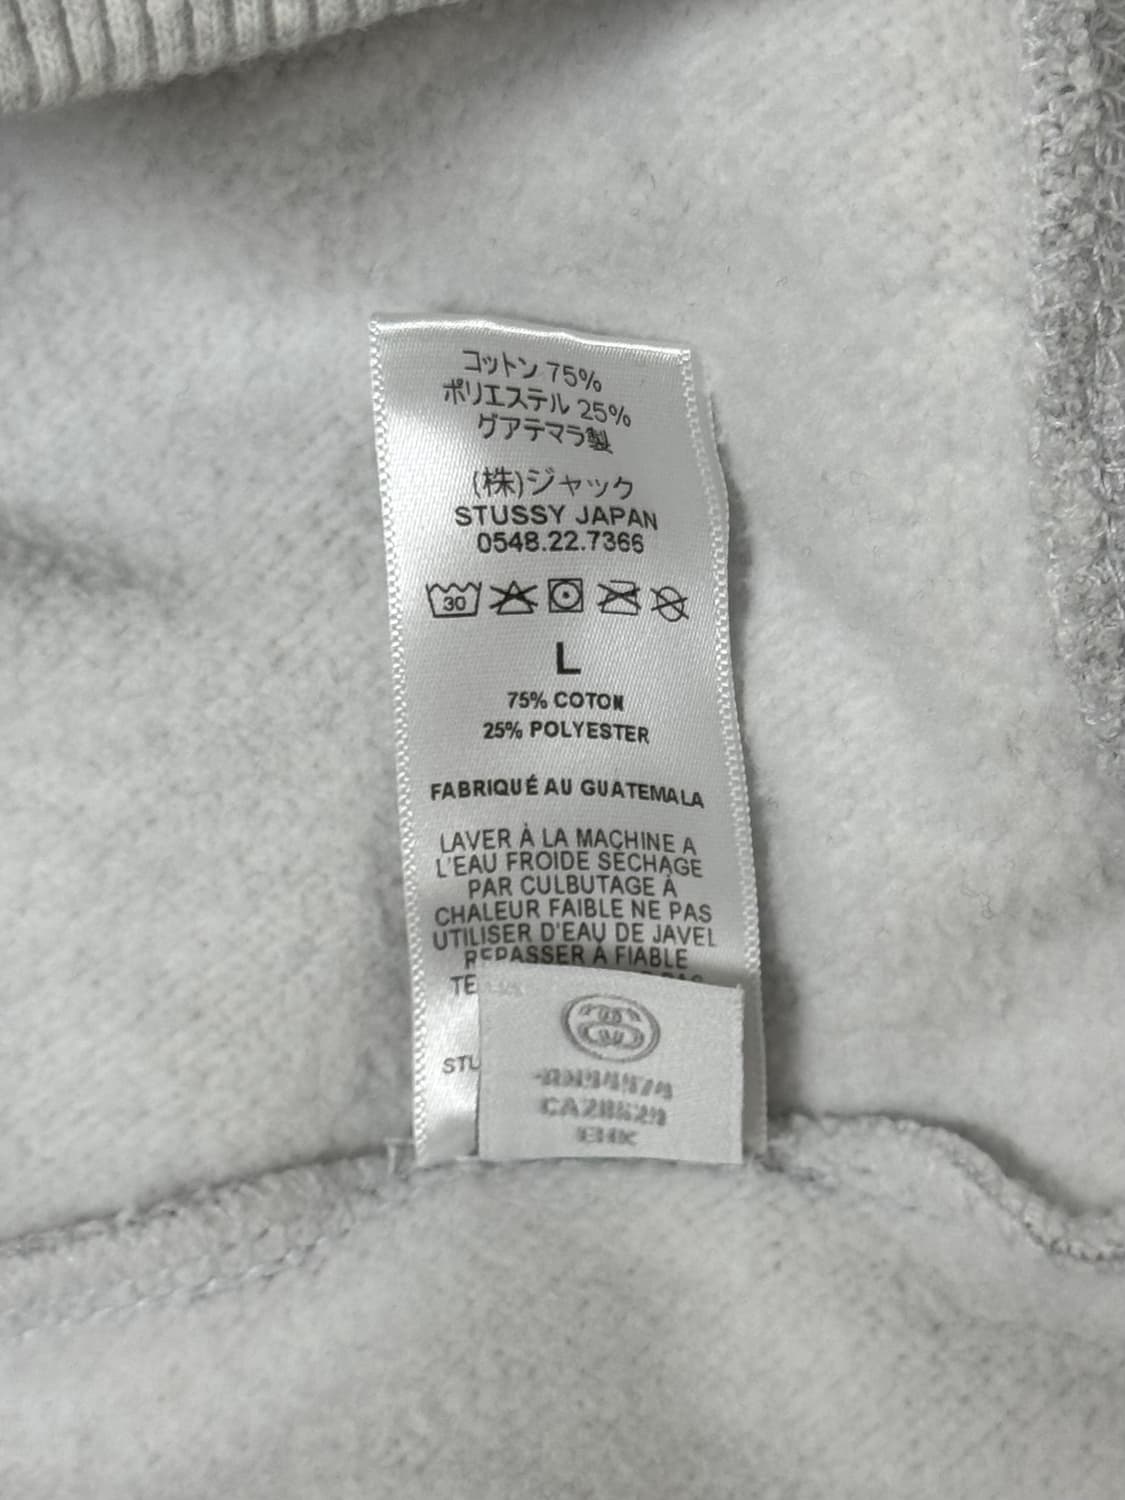 コットン 75%
ポリエステル 25%
グアテマラ製
(株)ジャック
STUSSY JAPAN
0548.22.7366
30
L
75% COTON
25% POLYESTER
FABRIQUÉ AU GUATEMALA
LAVER À LA MACHINE A
L'EAU FROIDE SÉCHAGE
PAR CULBUTAGE À
CHALEUR FAIBLE NE PAS
UTILISER D'EAU DE JAVEL
REPASSER À FIABLE